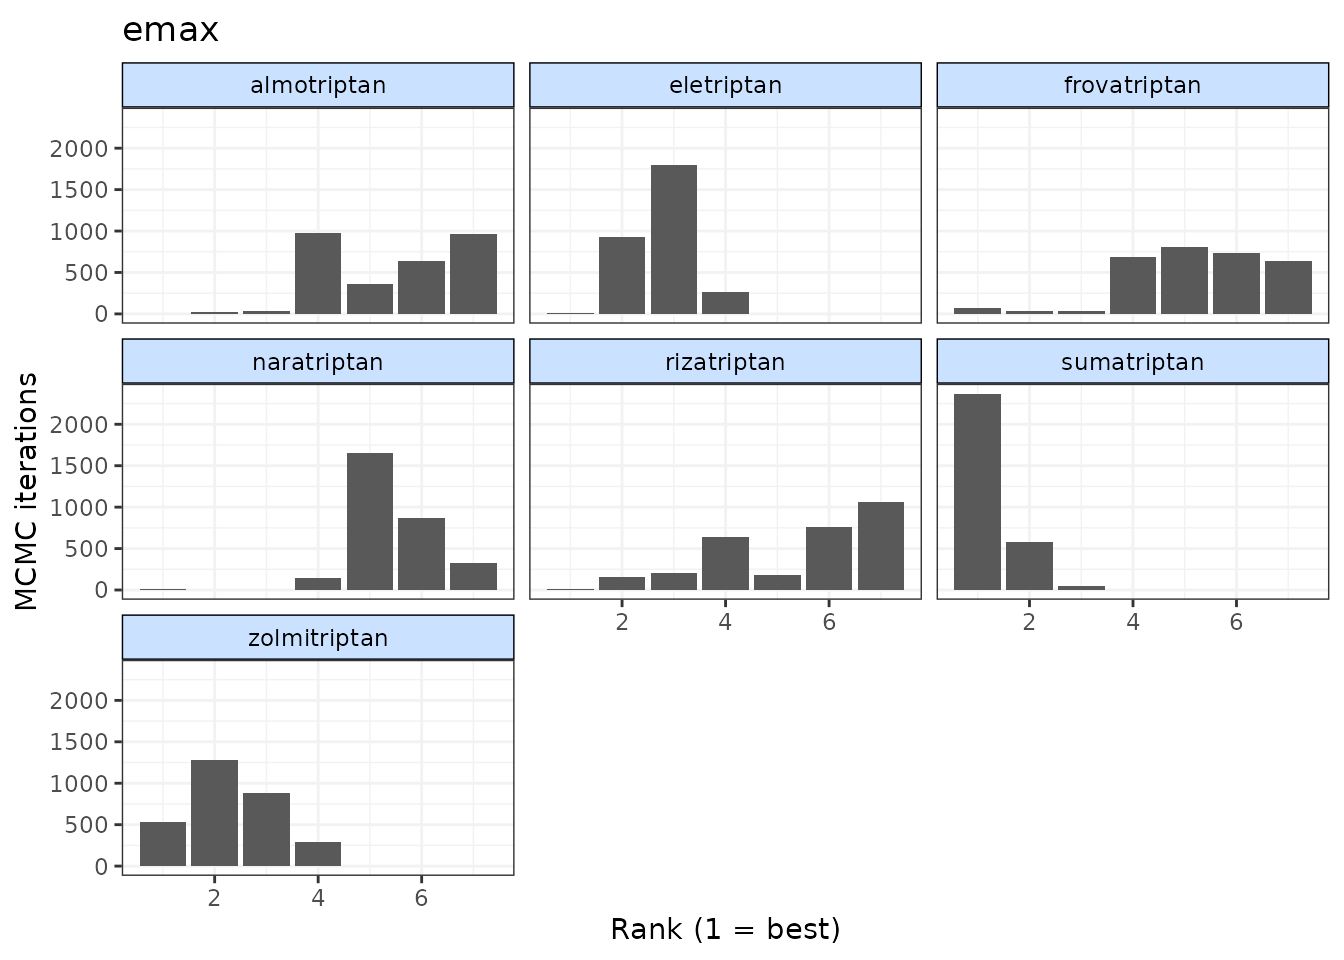 emax
almotriptan
eletriptan
frovatriptan
2000
1500
1000
500
0
naratriptan
rizatriptan
sumatriptan
2000
1500
1000
500
0
2 4 6
2 4 6
zolmitriptan
2000
1500
1000
500
0
2 4 6
MCMC iterations
Rank (1 = best)